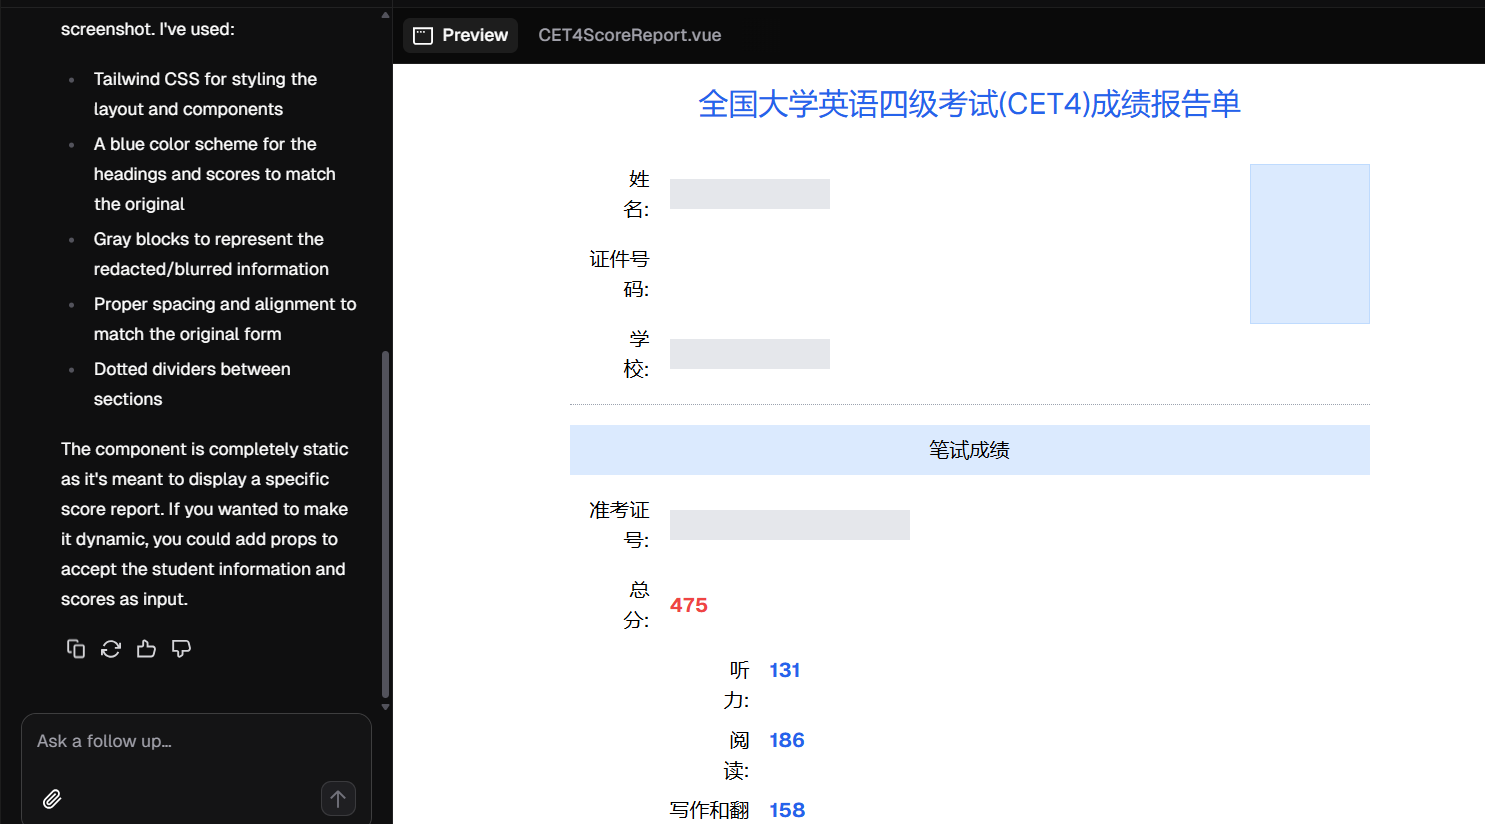 screenshot. I've used:
Tailwind CSS for styling the
layout and components
A blue color scheme for the
headings and scores to match
the original
Gray blocks to represent the
redacted/blurred information
Proper spacing and alignment to
match the original form
Dotted dividers between
sections
The component is completely static
as it's meant to display a specific
score report. If you wanted to make
it dynamic, you could add props to
accept the student information and
scores as input.
Ask a follow up...
Preview CET4ScoreReport.vue
全国大学英语四级考试(CET4)成绩报告单
姓
名:
证件号
码:
学
校:
笔试成绩
准考证
号:
总
分:
475
听
力:
131
阅
读:
186
写作和翻
158